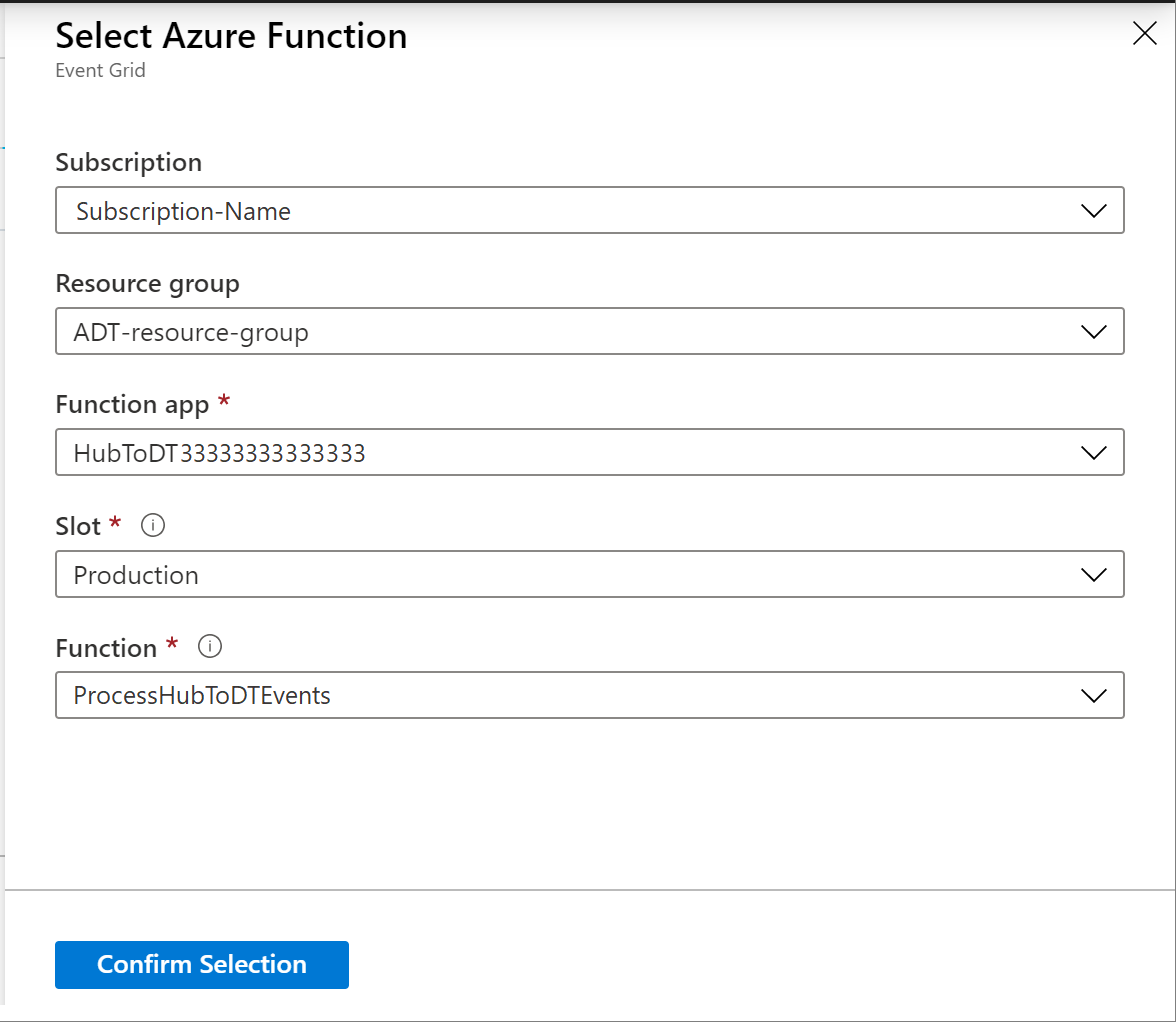 Select Azure Function
Event Grid
Subscription
Subscription-Name
Resource group
ADT-resource-group
Function app *
HubToDT33333333333333
Slot *
Production
Function *
ProcessHubToDTEvents
Confirm Selection